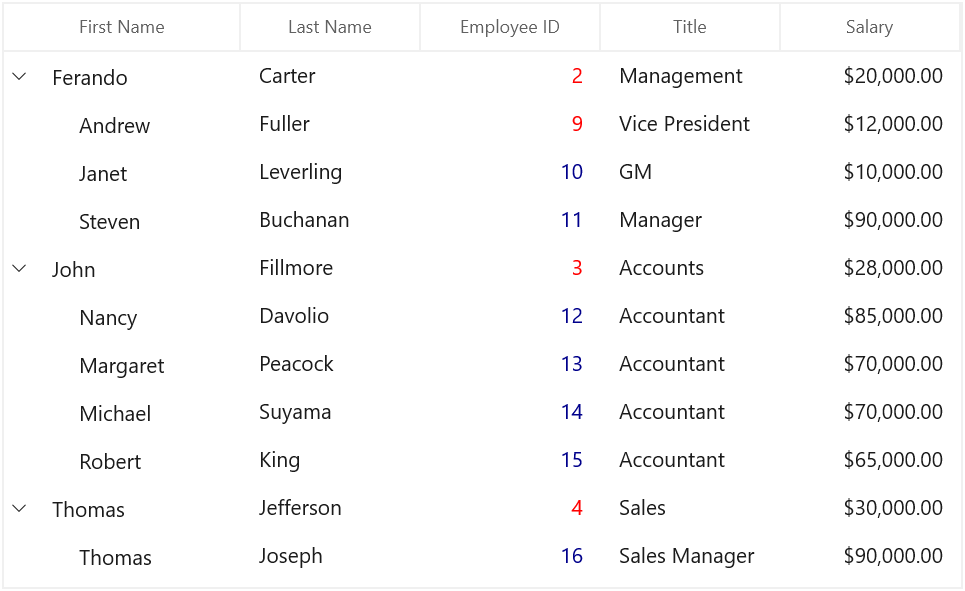 First Name Last Name Employee ID Title Salary
Ferando Carter 2 Management $20,000.00
Andrew Fuller 9 Vice President $12,000.00
Janet Leverling 10 GM $10,000.00
Steven Buchanan 11 Manager $90,000.00
John Fillmore 3 Accounts $28,000.00
Nancy Davolio 12 Accountant $85,000.00
Margaret Peacock 13 Accountant $70,000.00
Michael Suyama 14 Accountant $70,000.00
Robert King 15 Accountant $65,000.00
Thomas Jefferson 4 Sales $30,000.00
Thomas Joseph 16 Sales Manager $90,000.00